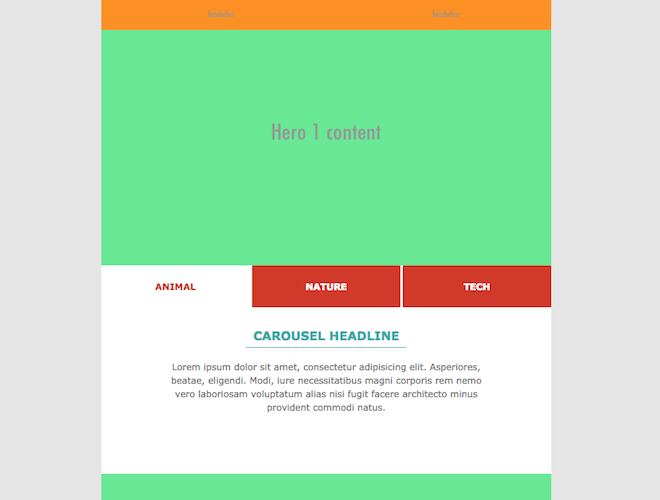 Hero 1 content
ANIMAL
NATURE
TECH
CAROUSEL HEADLINE
Lorem ipsum dolor sit amet, consectetur adipisicing elit. Asperiores,
beatae, eligendi. Modi, iure necessitatibus magni corporis rem nemo
vero laboriosam voluptatum alias nisi fugit facere architecto minus
provident commodi natus.